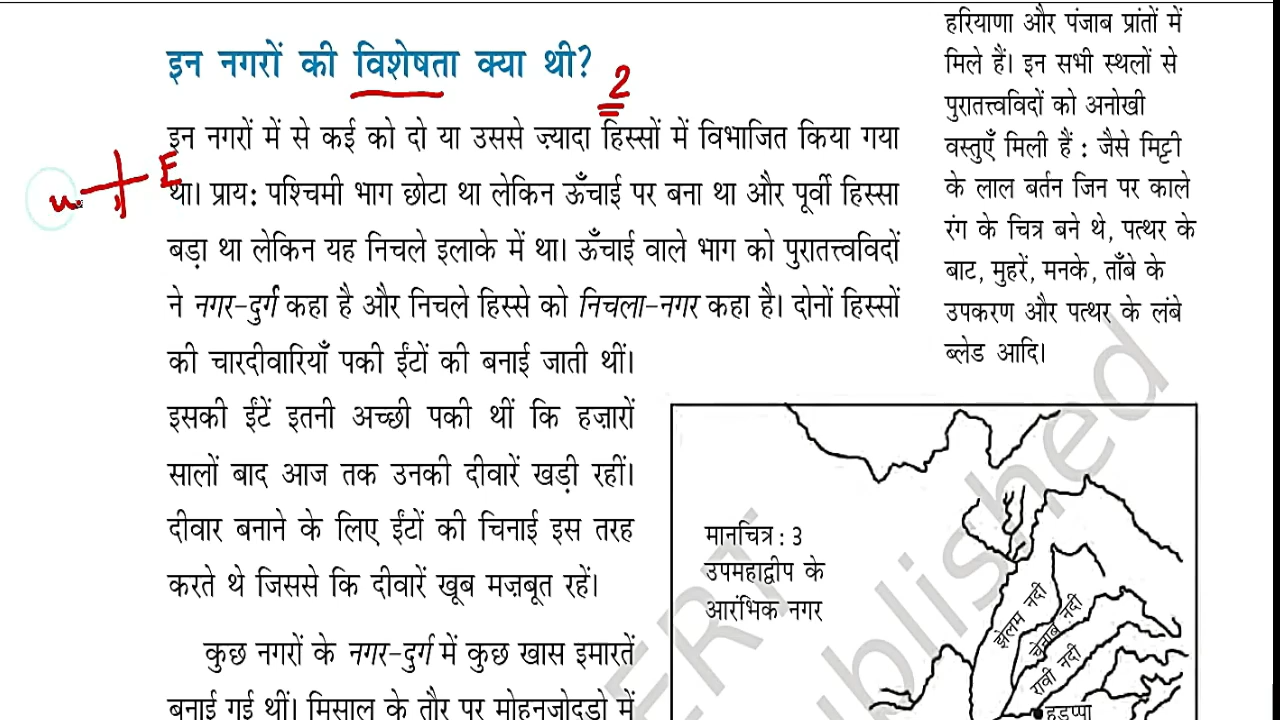 इन नगरों की विशेषता क्या थी?
2
इन नगरों में से कई को दो या उससे ज़्यादा हिस्सों में विभाजित किया गया
था। प्राय: पश्चिमी भाग छोटा था लेकिन ऊँचाई पर बना था और पूर्वी हिस्सा
बड़ा था लेकिन यह निचले इलाके में था। ऊँचाई वाले भाग को पुरातत्त्वविदों
ने नगर-दुर्ग कहा है और निचले हिस्से को निचला-नगर कहा है। दोनों हिस्सों
की चारदीवारियाँ पकी ईंटों की बनाई जाती थीं।
इसकी ईंटें इतनी अच्छी पकी थीं कि हज़ारों
सालों बाद आज तक उनकी दीवारें खड़ी रहीं।
दीवार बनाने के लिए ईंटों की चिनाई इस तरह
करते थे जिससे कि दीवारें खूब मज़बूत रहें।
कुछ नगरों के नगर-दुर्ग में कुछ खास इमारतें
बनाई गई थीं। मिसाल के तौर पर मोहनजोदड़ो में
E
हरियाणा और पंजाब प्रांतों में
मिले हैं। इन सभी स्थलों से
पुरातत्त्वविदों को अनोखी
वस्तुएँ मिली हैं : जैसे मिट्टी
के लाल बर्तन जिन पर काले
रंग के चित्र बने थे, पत्थर के
बाट, मुहरें, मनके, ताँबे के
उपकरण और पत्थर के लंबे
ब्लेड आदि।
मानचित्र : 3
उपमहाद्वीप के
आरंभिक नगर
झेलम नदी
चेनाब नदी
रावी नदी
हड़प्पा
ublished